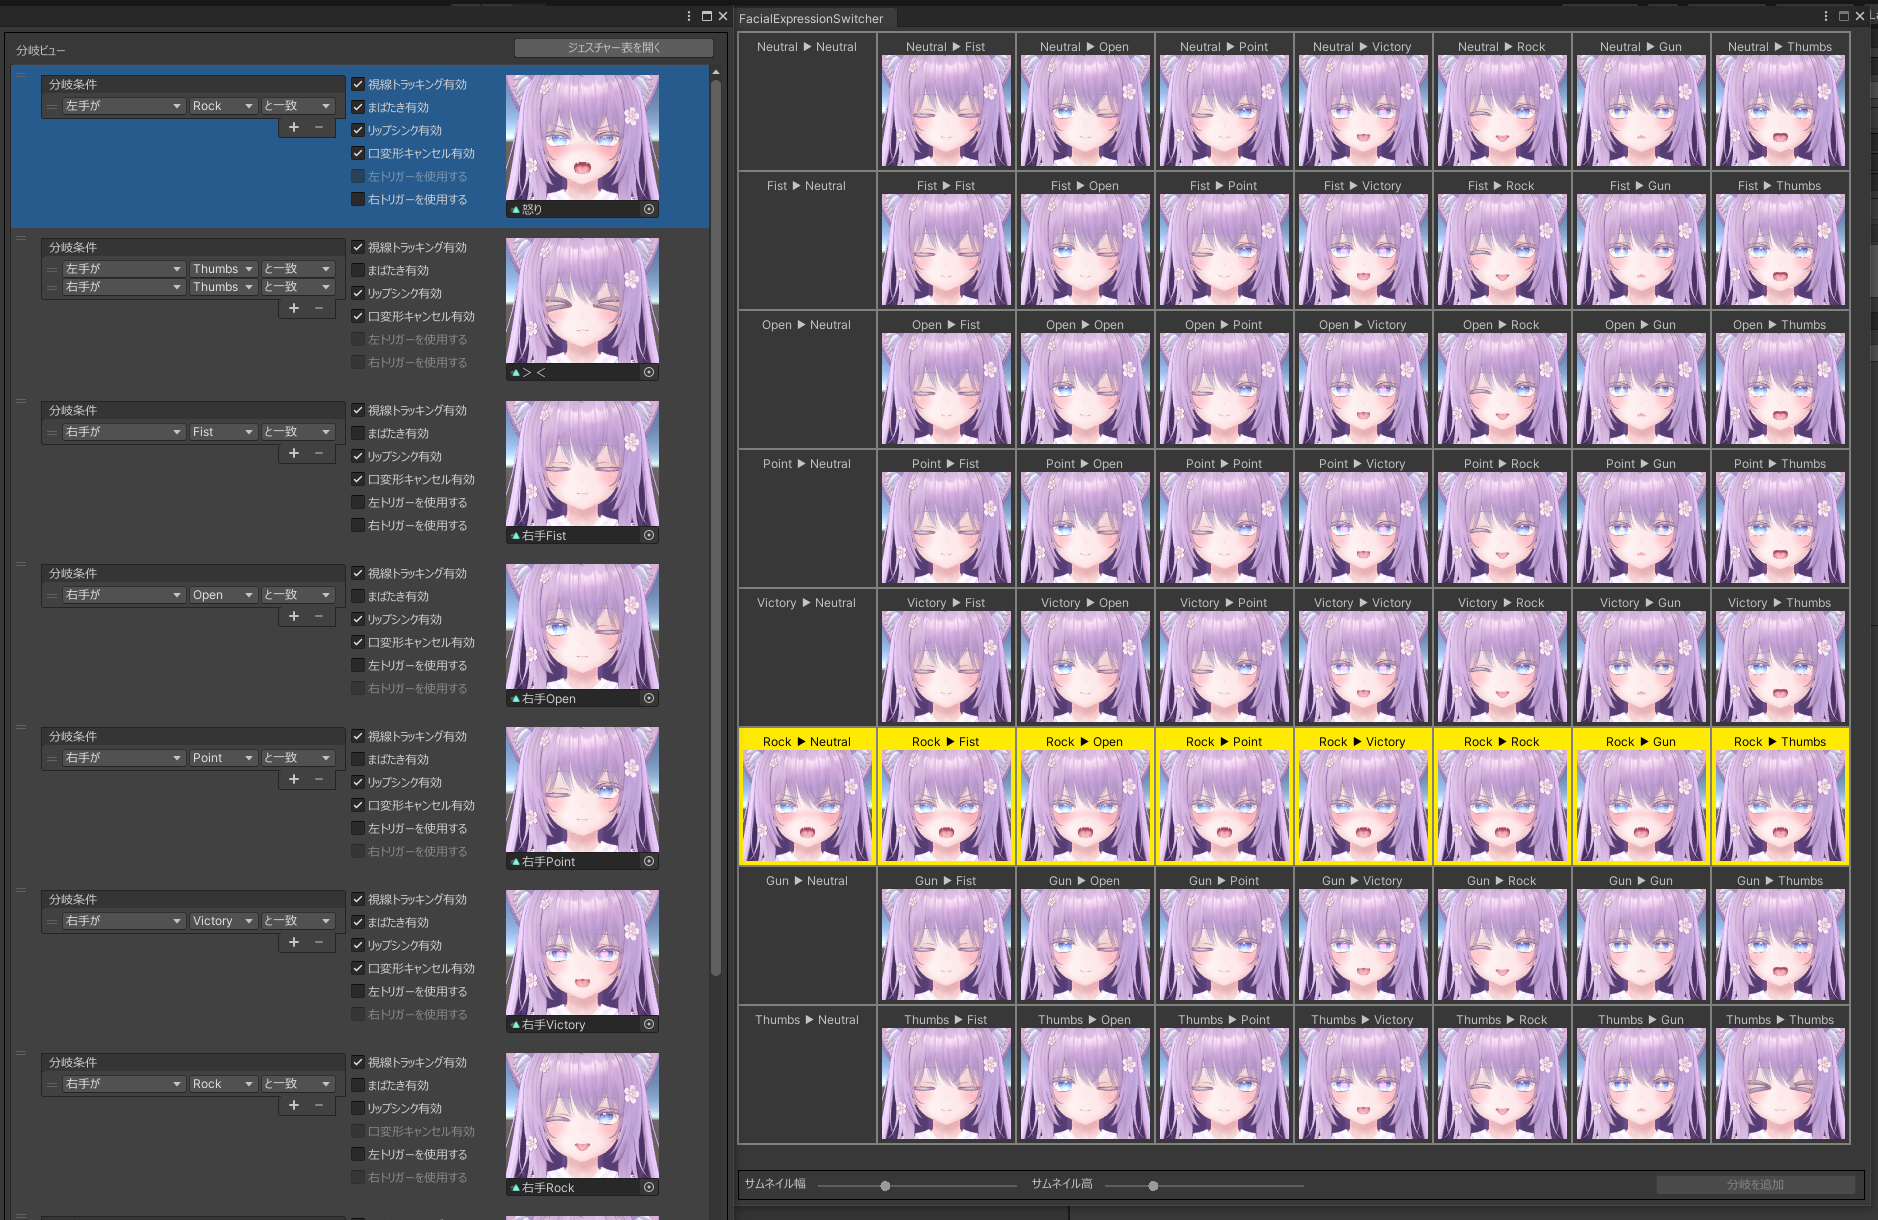 分岐ビュー
ジェスチャー表を開く
分岐条件
左手が Rock と一致
+ −
視線トラッキング有効
まばたき有効
リップシンク有効
口変形キャンセル有効
左トリガーを使用する
右トリガーを使用する
怒り
分岐条件
左手が Thumbs と一致
右手が Thumbs と一致
+ −
視線トラッキング有効
まばたき有効
リップシンク有効
口変形キャンセル有効
左トリガーを使用する
右トリガーを使用する
＞＜
分岐条件
右手が Fist と一致
+ −
視線トラッキング有効
まばたき有効
リップシンク有効
口変形キャンセル有効
左トリガーを使用する
右トリガーを使用する
右手Fist
分岐条件
右手が Open と一致
+ −
視線トラッキング有効
まばたき有効
リップシンク有効
口変形キャンセル有効
左トリガーを使用する
右トリガーを使用する
右手Open
分岐条件
右手が Point と一致
+ −
視線トラッキング有効
まばたき有効
リップシンク有効
口変形キャンセル有効
左トリガーを使用する
右トリガーを使用する
右手Point
分岐条件
右手が Victory と一致
+ −
視線トラッキング有効
まばたき有効
リップシンク有効
口変形キャンセル有効
左トリガーを使用する
右トリガーを使用する
右手Victory
分岐条件
右手が Rock と一致
+ −
視線トラッキング有効
まばたき有効
リップシンク有効
口変形キャンセル有効
左トリガーを使用する
右トリガーを使用する
右手Rock
FacialExpressionSwitcher
Neutral ▶ Neutral Neutral ▶ Fist Neutral ▶ Open Neutral ▶ Point Neutral ▶ Victory Neutral ▶ Rock Neutral ▶ Gun Neutral ▶ Thumbs
Fist ▶ Neutral Fist ▶ Fist Fist ▶ Open Fist ▶ Point Fist ▶ Victory Fist ▶ Rock Fist ▶ Gun Fist ▶ Thumbs
Open ▶ Neutral Open ▶ Fist Open ▶ Open Open ▶ Point Open ▶ Victory Open ▶ Rock Open ▶ Gun Open ▶ Thumbs
Point ▶ Neutral Point ▶ Fist Point ▶ Open Point ▶ Point Point ▶ Victory Point ▶ Rock Point ▶ Gun Point ▶ Thumbs
Victory ▶ Neutral Victory ▶ Fist Victory ▶ Open Victory ▶ Point Victory ▶ Victory Victory ▶ Rock Victory ▶ Gun Victory ▶ Thumbs
Rock ▶ Neutral Rock ▶ Fist Rock ▶ Open Rock ▶ Point Rock ▶ Victory Rock ▶ Rock Rock ▶ Gun Rock ▶ Thumbs
Gun ▶ Neutral Gun ▶ Fist Gun ▶ Open Gun ▶ Point Gun ▶ Victory Gun ▶ Rock Gun ▶ Gun Gun ▶ Thumbs
Thumbs ▶ Neutral Thumbs ▶ Fist Thumbs ▶ Open Thumbs ▶ Point Thumbs ▶ Victory Thumbs ▶ Rock Thumbs ▶ Gun Thumbs ▶ Thumbs
サムネイル幅 サムネイル高 分岐を追加